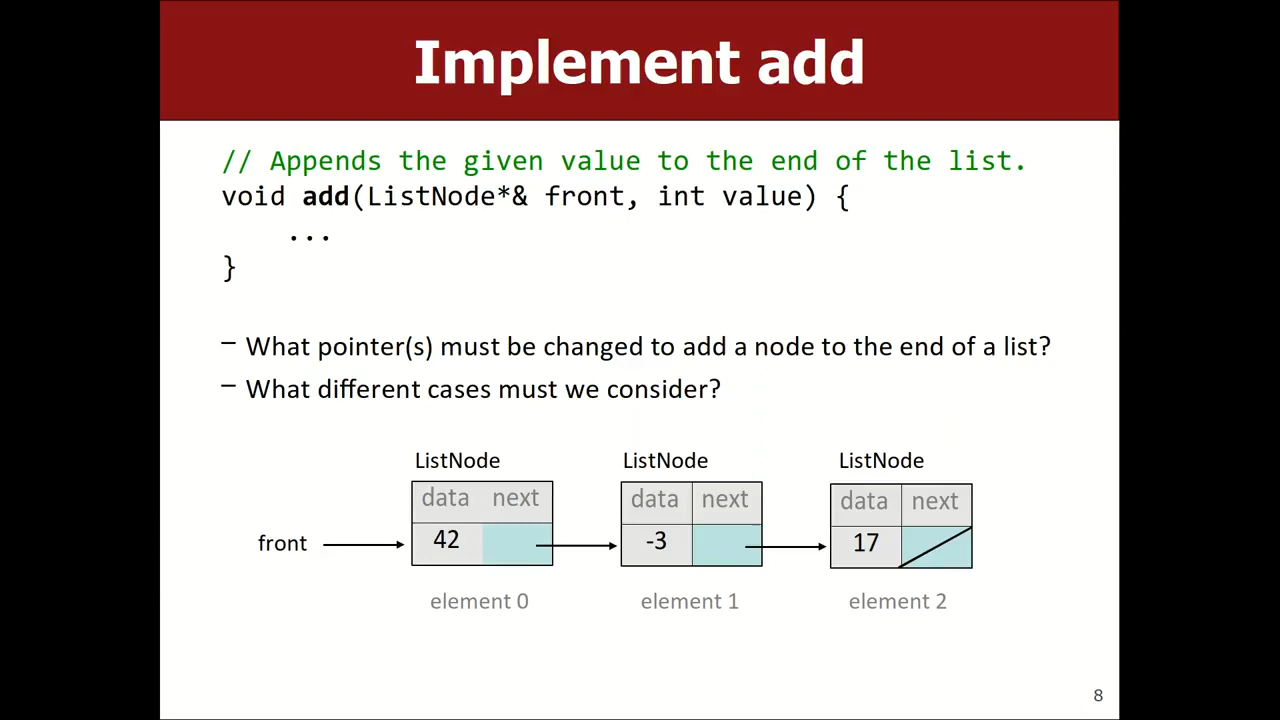 Implement add
// Appends the given value to the end of the list.
void add(ListNode*& front, int value) {
...
}
– What pointer(s) must be changed to add a node to the end of a list?
– What different cases must we consider?
ListNode ListNode ListNode
data next data next data next
front 42 -3 17
element 0 element 1 element 2
8